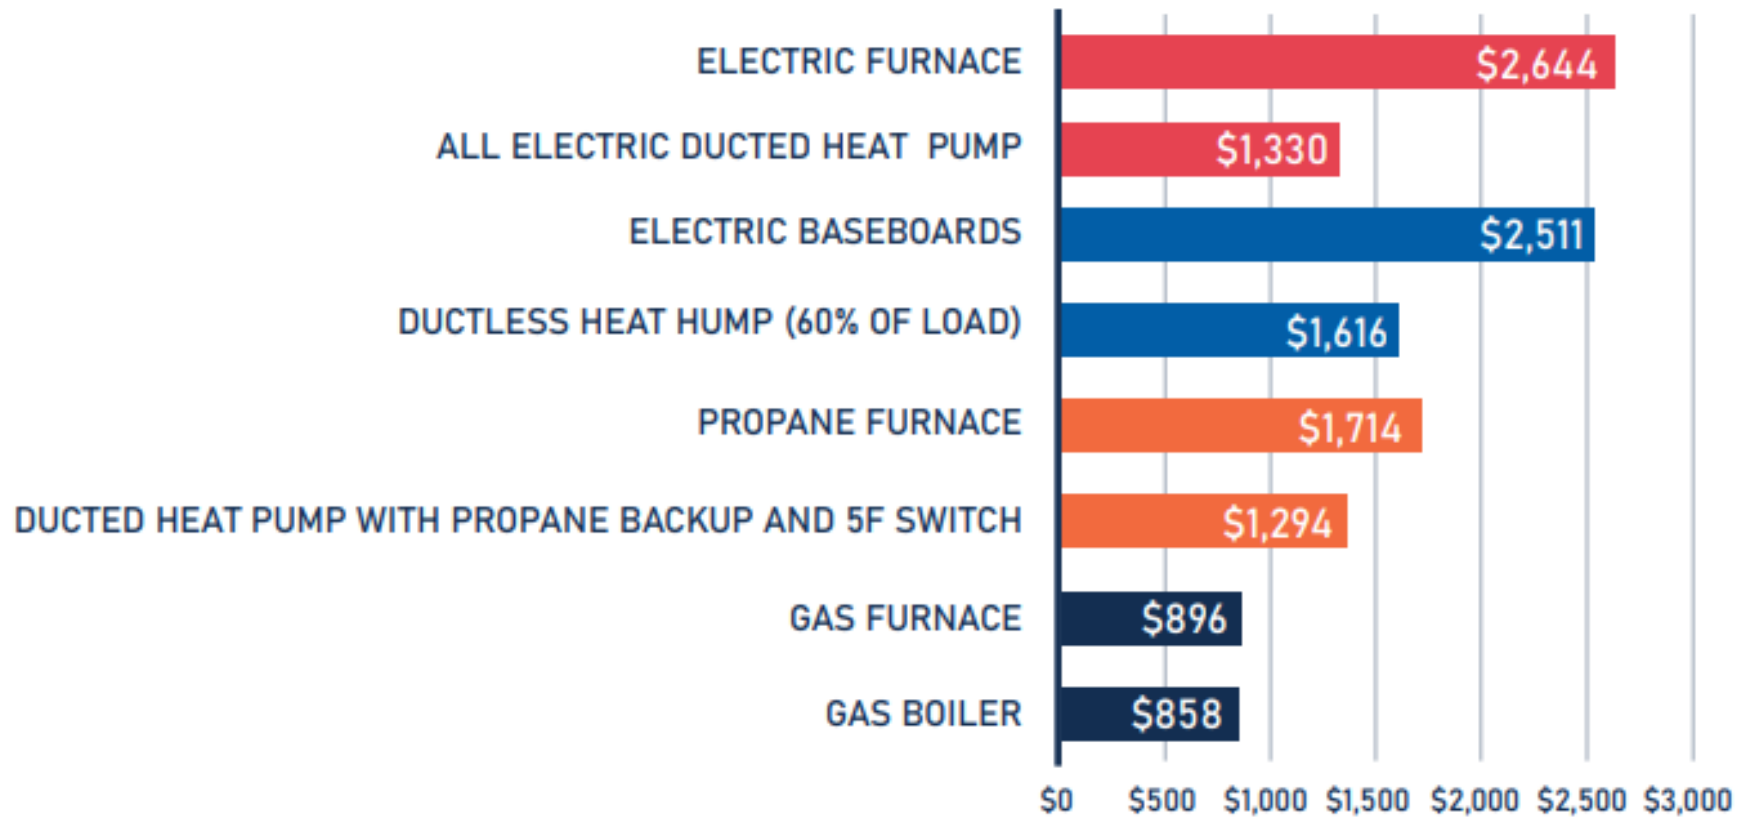 ELECTRIC FURNACE $2,644
ALL ELECTRIC DUCTED HEAT PUMP $1,330
ELECTRIC BASEBOARDS $2,511
DUCTLESS HEAT HUMP (60% OF LOAD) $1,616
PROPANE FURNACE $1,714
DUCTED HEAT PUMP WITH PROPANE BACKUP AND 5F SWITCH $1,294
GAS FURNACE $896
GAS BOILER $858
$0 $500 $1,000 $1,500 $2,000 $2,500 $3,000